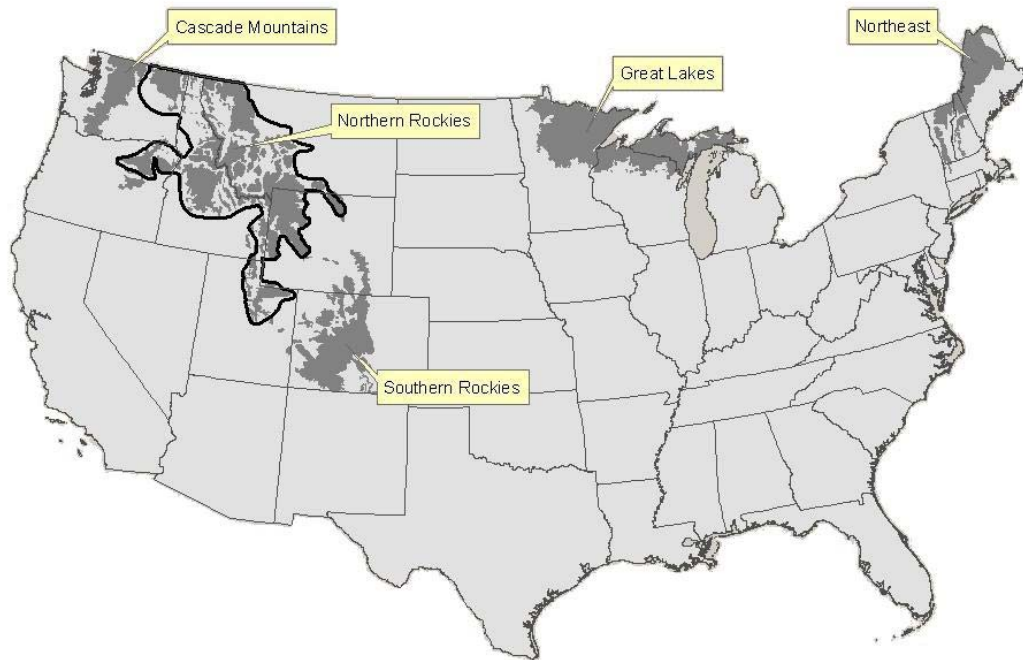 Cascade Mountains
Northeast
Great Lakes
Northern Rockies
Southern Rockies